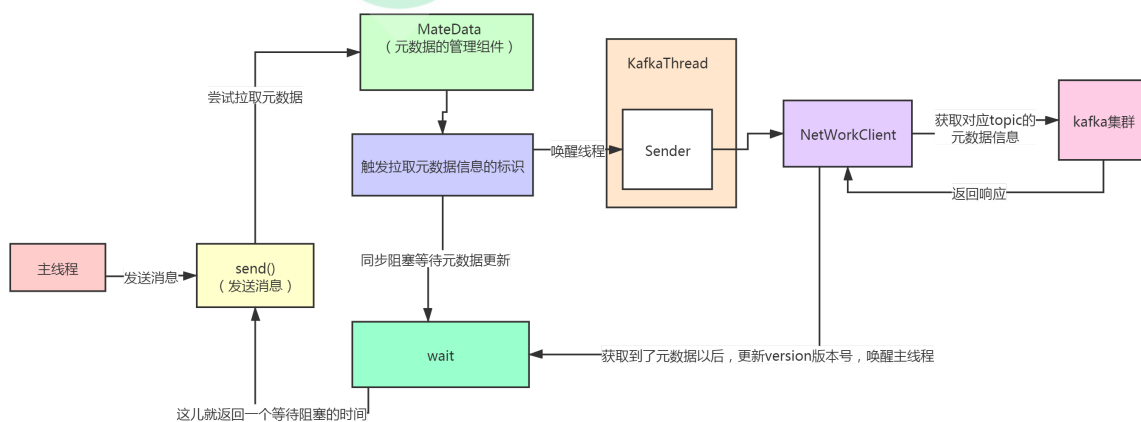 MateData
（元数据的管理组件）
KafkaThread
尝试拉取元数据
触发拉取元数据信息的标识
唤醒线程
Sender
NetWorkClient
获取对应topic的
元数据信息
kafka集群
返回响应
主线程
发送消息
send()
（发送消息）
同步阻塞等待元数据更新
wait
获取到了元数据以后，更新version版本号，唤醒主线程
这儿就返回一个等待阻塞的时间